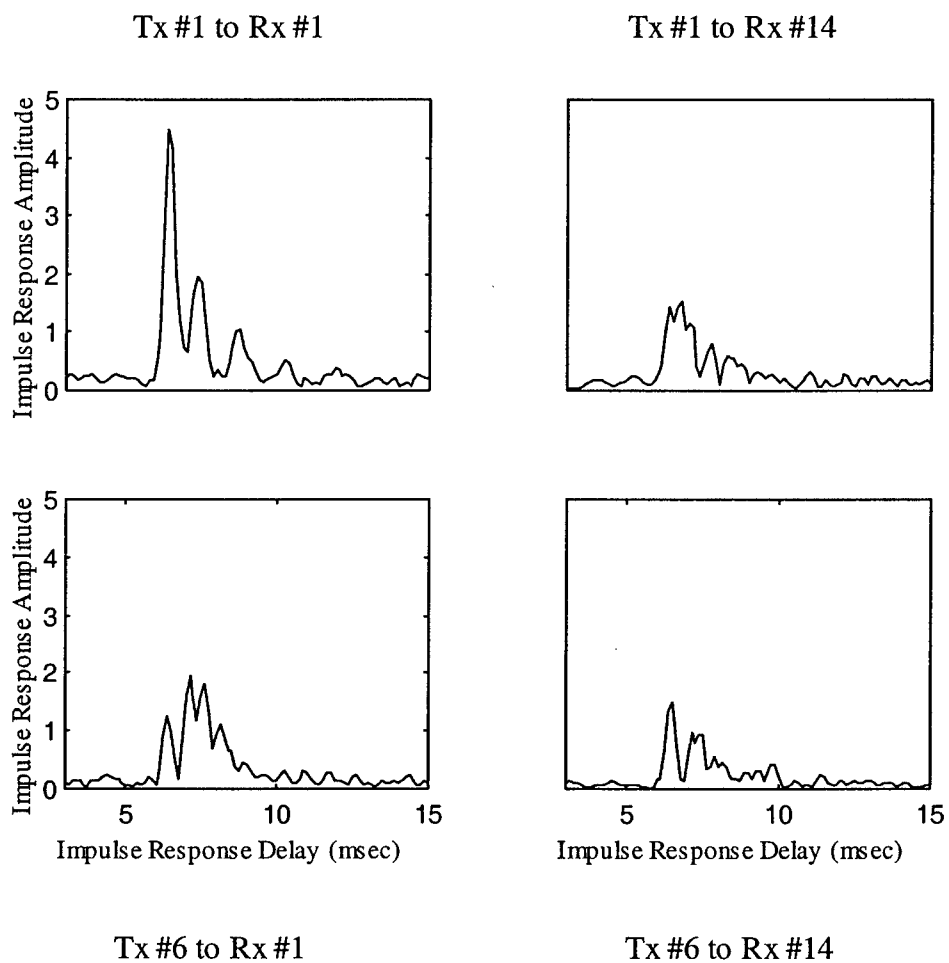 Tx #1 to Rx #1
Tx #1 to Rx #14
Impulse Response Amplitude
5
4
3
2
1
0
Impulse Response Amplitude
5
4
3
2
1
0
5
10
15
5
10
15
Impulse Response Delay (msec)
Impulse Response Delay (msec)
Tx #6 to Rx #1
Tx #6 to Rx #14